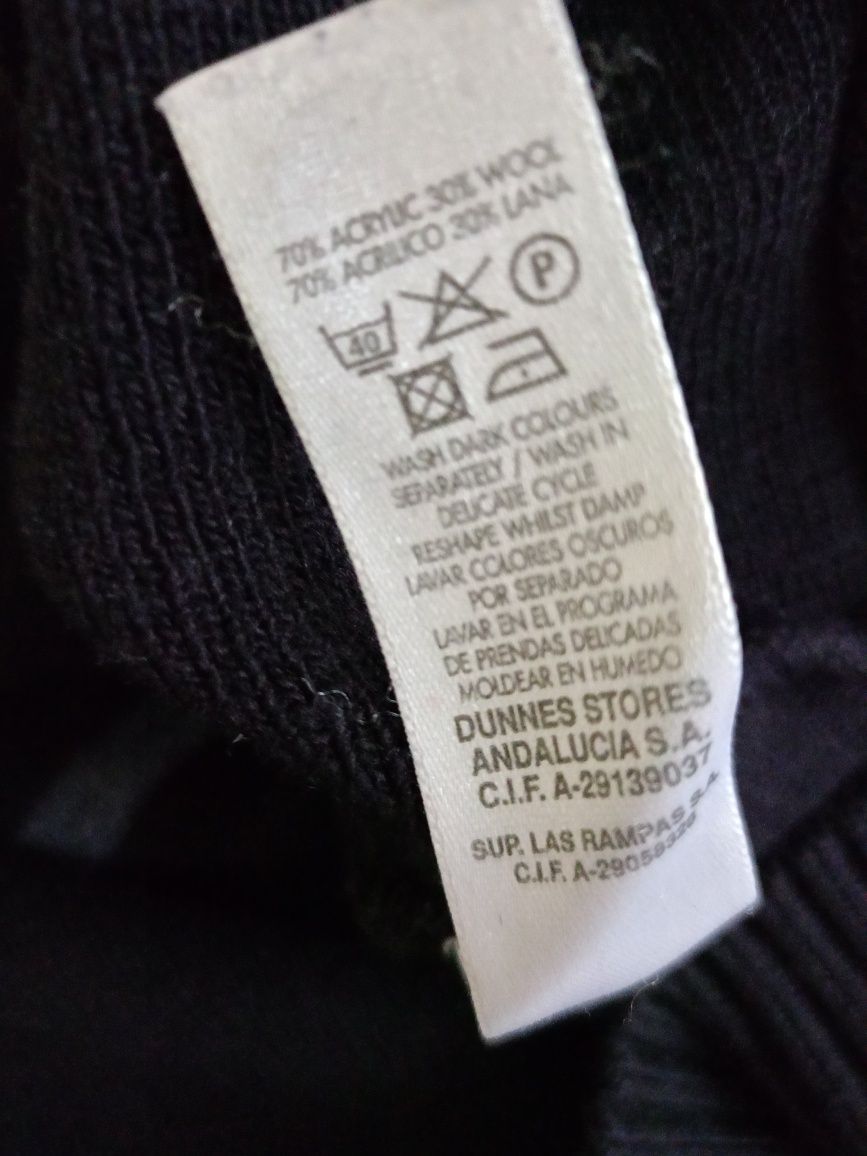 70% ACRYLIC 30% WOOL
70% ACRILICO 30% LANA
P
40
WASH DARK COLOURS
SEPARATELY / WASH IN
DELICATE CYCLE
RESHAPE WHILST DAMP
LAVAR COLORES OSCUROS
POR SEPARADO
LAVAR EN EL PROGRAMA
DE PRENDAS DELICADAS
MOLDEAR EN HUMEDO
DUNNES STORES
ANDALUCIA S.A.
C.I.F. A-29139037
SUP. LAS RAMPAS S.A.
C.I.F.